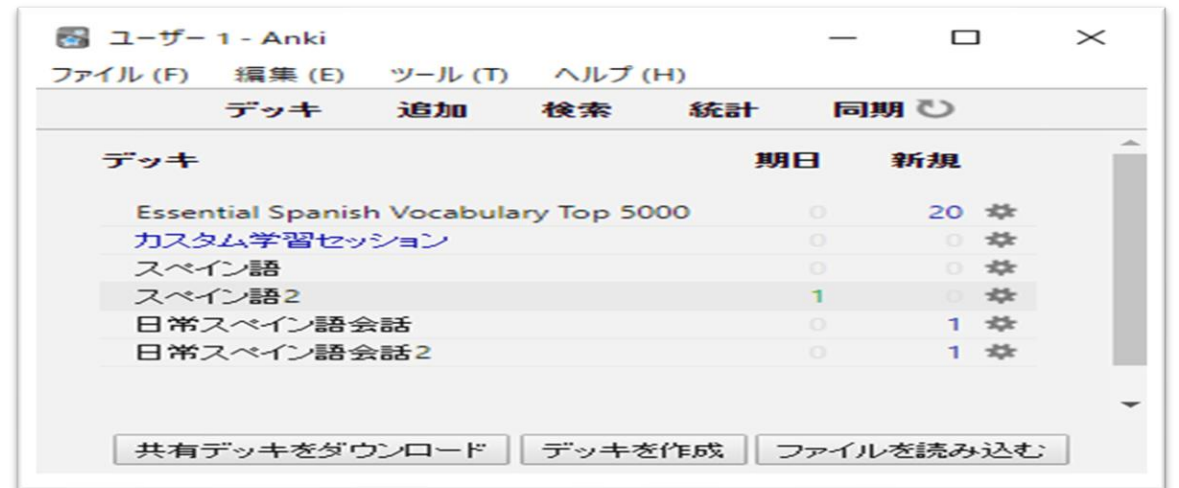 ユーザー 1 - Anki
ファイル (F) 編集 (E) ツール (T) ヘルプ (H)
デッキ 追加 検索 統計 同期
デッキ 期日 新規
Essential Spanish Vocabulary Top 5000 0 20
カスタム学習セッション 0 0
スペイン語 0 0
スペイン語2 1 0
日常スペイン語会話 0 1
日常スペイン語会話2 0 1
共有デッキをダウンロード デッキを作成 ファイルを読み込む